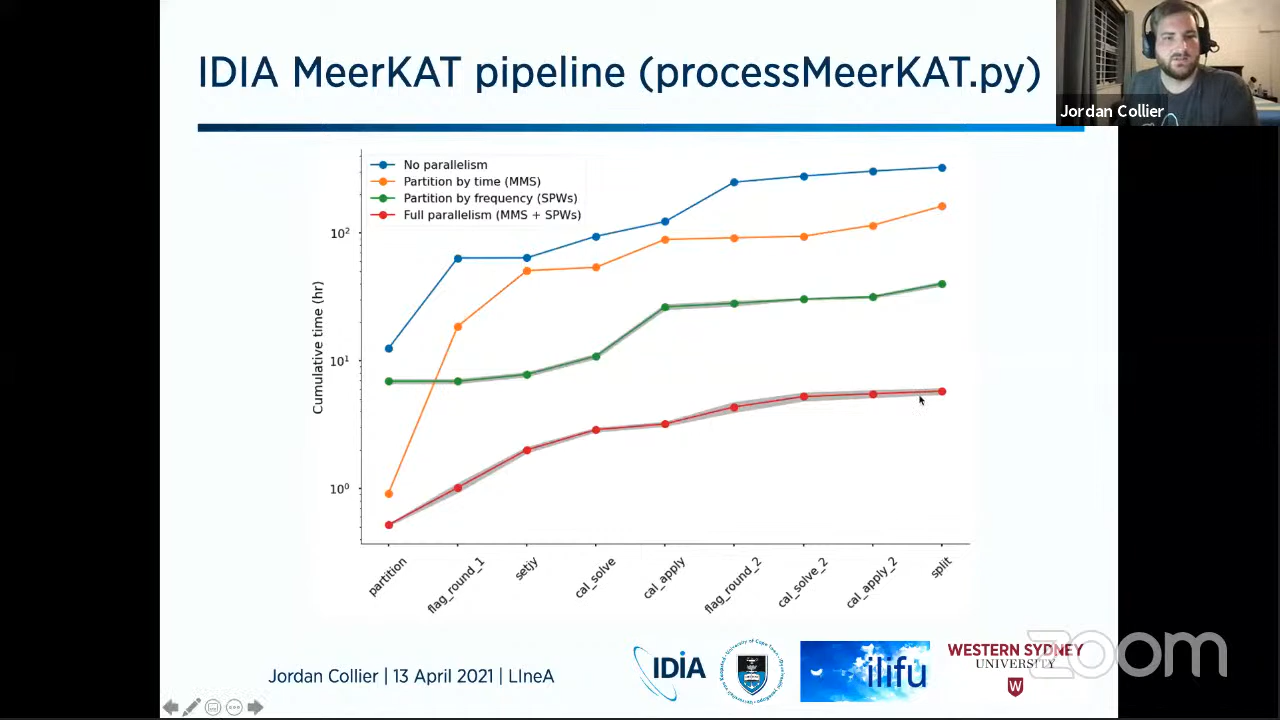 IDIA MeerKAT pipeline (processMeerKAT.py)
Jordan Collier
No parallelism
Partition by time (MMS)
Partition by frequency (SPWs)
Full parallelism (MMS + SPWs)
10²
10¹
10⁰
Cumulative time (hr)
partition
flag_round_1
setjy
cal_solve
cal_apply
flag_round_2
cal_solve_2
cal_apply_2
split
Jordan Collier | 13 April 2021 | LIneA
IDIA
ilifu
WESTERN SYDNEY
UNIVERSITY
W
zoom